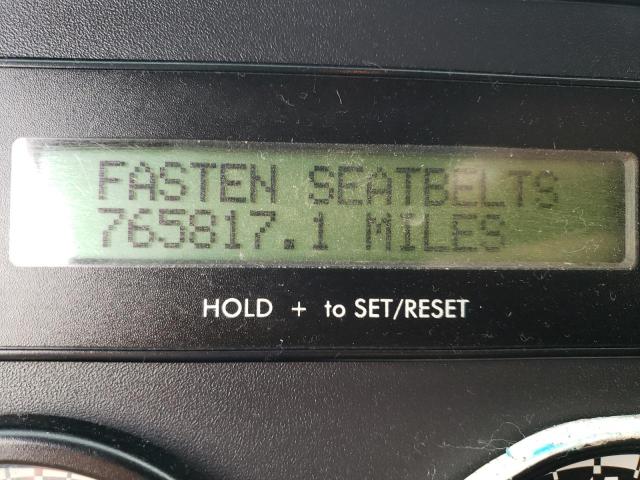 FASTEN SEATBELTS
765817.1 MILES
HOLD + to SET/RESET